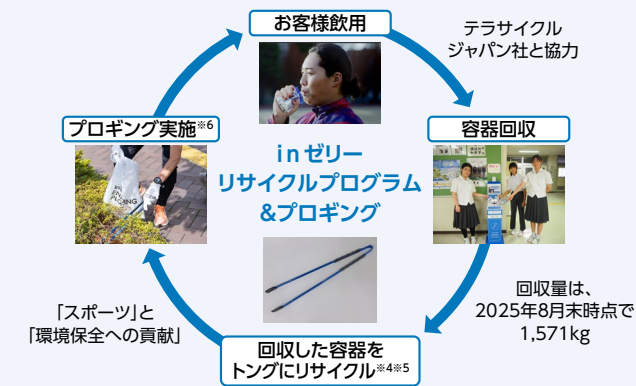 お客様飲用
テラサイクル
ジャパン社と協力
プロギング実施※6
容器回収
inゼリー
リサイクルプログラム
&プロギング
「スポーツ」と
「環境保全への貢献」
回収量は、
2025年8月末時点で
1,571kg
回収した容器を
トングにリサイクル※4※5